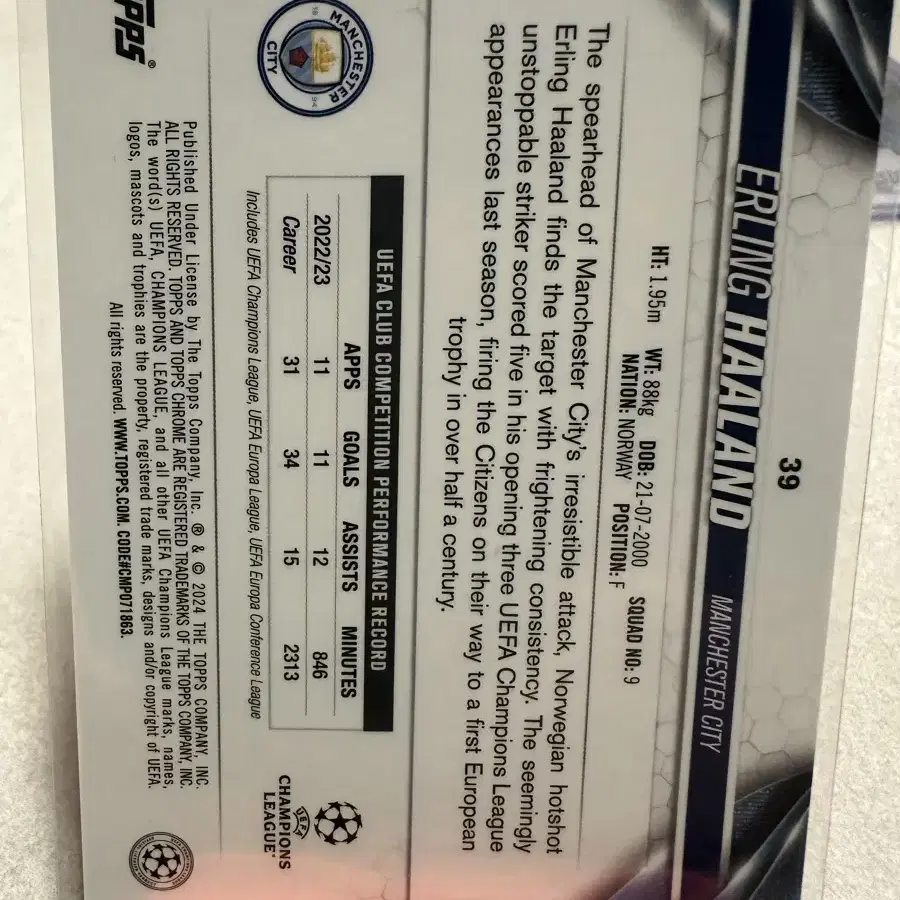 39
ERLING HAALAND MANCHESTER CITY
HT: 1.95m WT: 88kg DOB: 21-07-2000 SQUAD NO: 9
NATION: NORWAY POSITION: F
The spearhead of Manchester City's irresistible attack, Norwegian hotshot
Erling Haaland finds the target with frightening consistency. The seemingly
unstoppable striker scored five in his opening three UEFA Champions League
appearances last season, firing the Citizens on their way to a first European
trophy in over half a century.
MANCHESTER
CITY
18 94
UEFA CLUB COMPETITION PERFORMANCE RECORD
APPS GOALS ASSISTS MINUTES
2022/23 11 11 12 846
Career 31 34 15 2313
Includes UEFA Champions League, UEFA Europa League, UEFA Europa Conference League
UEFA
CHAMPIONS
LEAGUE
Published Under License by The Topps Company, Inc. ® & © 2024 THE TOPPS COMPANY, INC.
ALL RIGHTS RESERVED. TOPPS AND TOPPS CHROME ARE REGISTERED TRADEMARKS OF THE TOPPS COMPANY, INC.
The word(s) UEFA, CHAMPIONS LEAGUE, and all other UEFA Champions League marks, names,
logos, mascots and trophies are the property, registered trade marks, designs and/or copyright of UEFA.
All rights reserved. WWW.TOPPS.COM. CODE#CMP071863.
PPS®